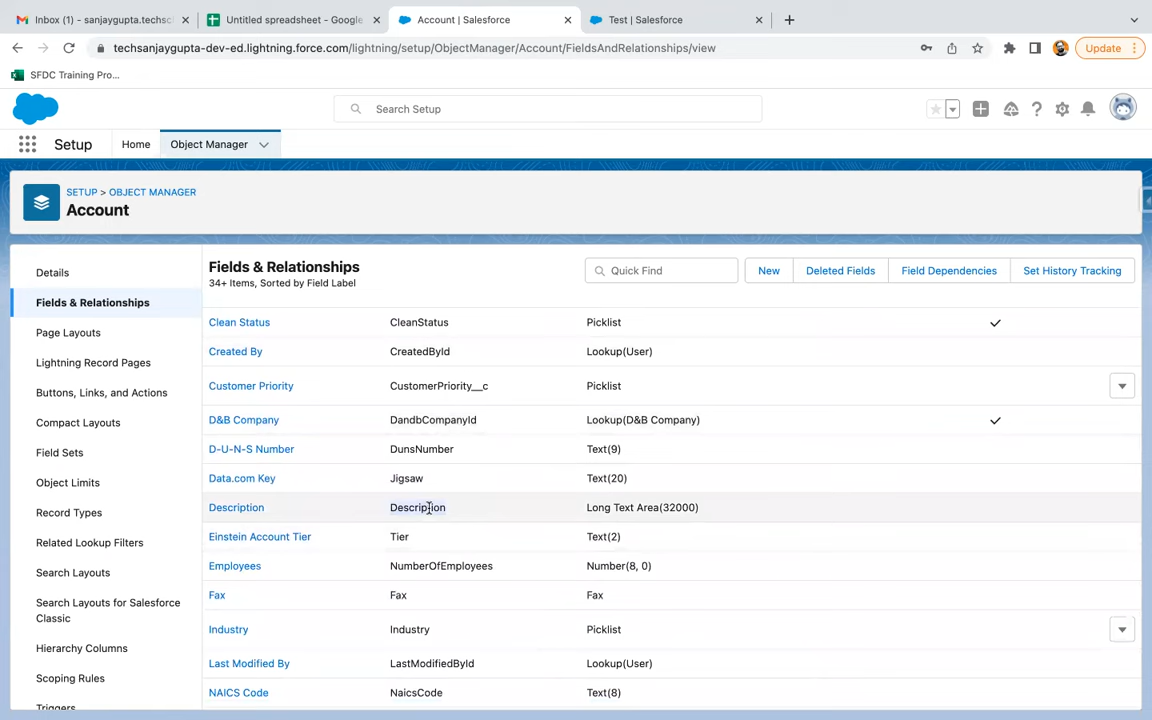 Inbox (1) - sanjaygupta.techsc
Untitled spreadsheet - Google
Account | Salesforce
Test | Salesforce
techsanjaygupta-dev-ed.lightning.force.com/lightning/setup/ObjectManager/Account/FieldsAndRelationships/view
Update
SFDC Training Pro...
Search Setup
Setup
Home
Object Manager
SETUP > OBJECT MANAGER
Account
Details
Fields & Relationships
Page Layouts
Lightning Record Pages
Buttons, Links, and Actions
Compact Layouts
Field Sets
Object Limits
Record Types
Related Lookup Filters
Search Layouts
Search Layouts for Salesforce
Classic
Hierarchy Columns
Scoping Rules
Triggers
Fields & Relationships
34+ Items, Sorted by Field Label
Quick Find
New
Deleted Fields
Field Dependencies
Set History Tracking
Clean Status CleanStatus Picklist
Created By CreatedById Lookup(User)
Customer Priority CustomerPriority__c Picklist
D&B Company DandbCompanyId Lookup(D&B Company)
D-U-N-S Number DunsNumber Text(9)
Data.com Key Jigsaw Text(20)
Description Description Long Text Area(32000)
Einstein Account Tier Tier Text(2)
Employees NumberOfEmployees Number(8, 0)
Fax Fax Fax
Industry Industry Picklist
Last Modified By LastModifiedById Lookup(User)
NAICS Code NaicsCode Text(8)